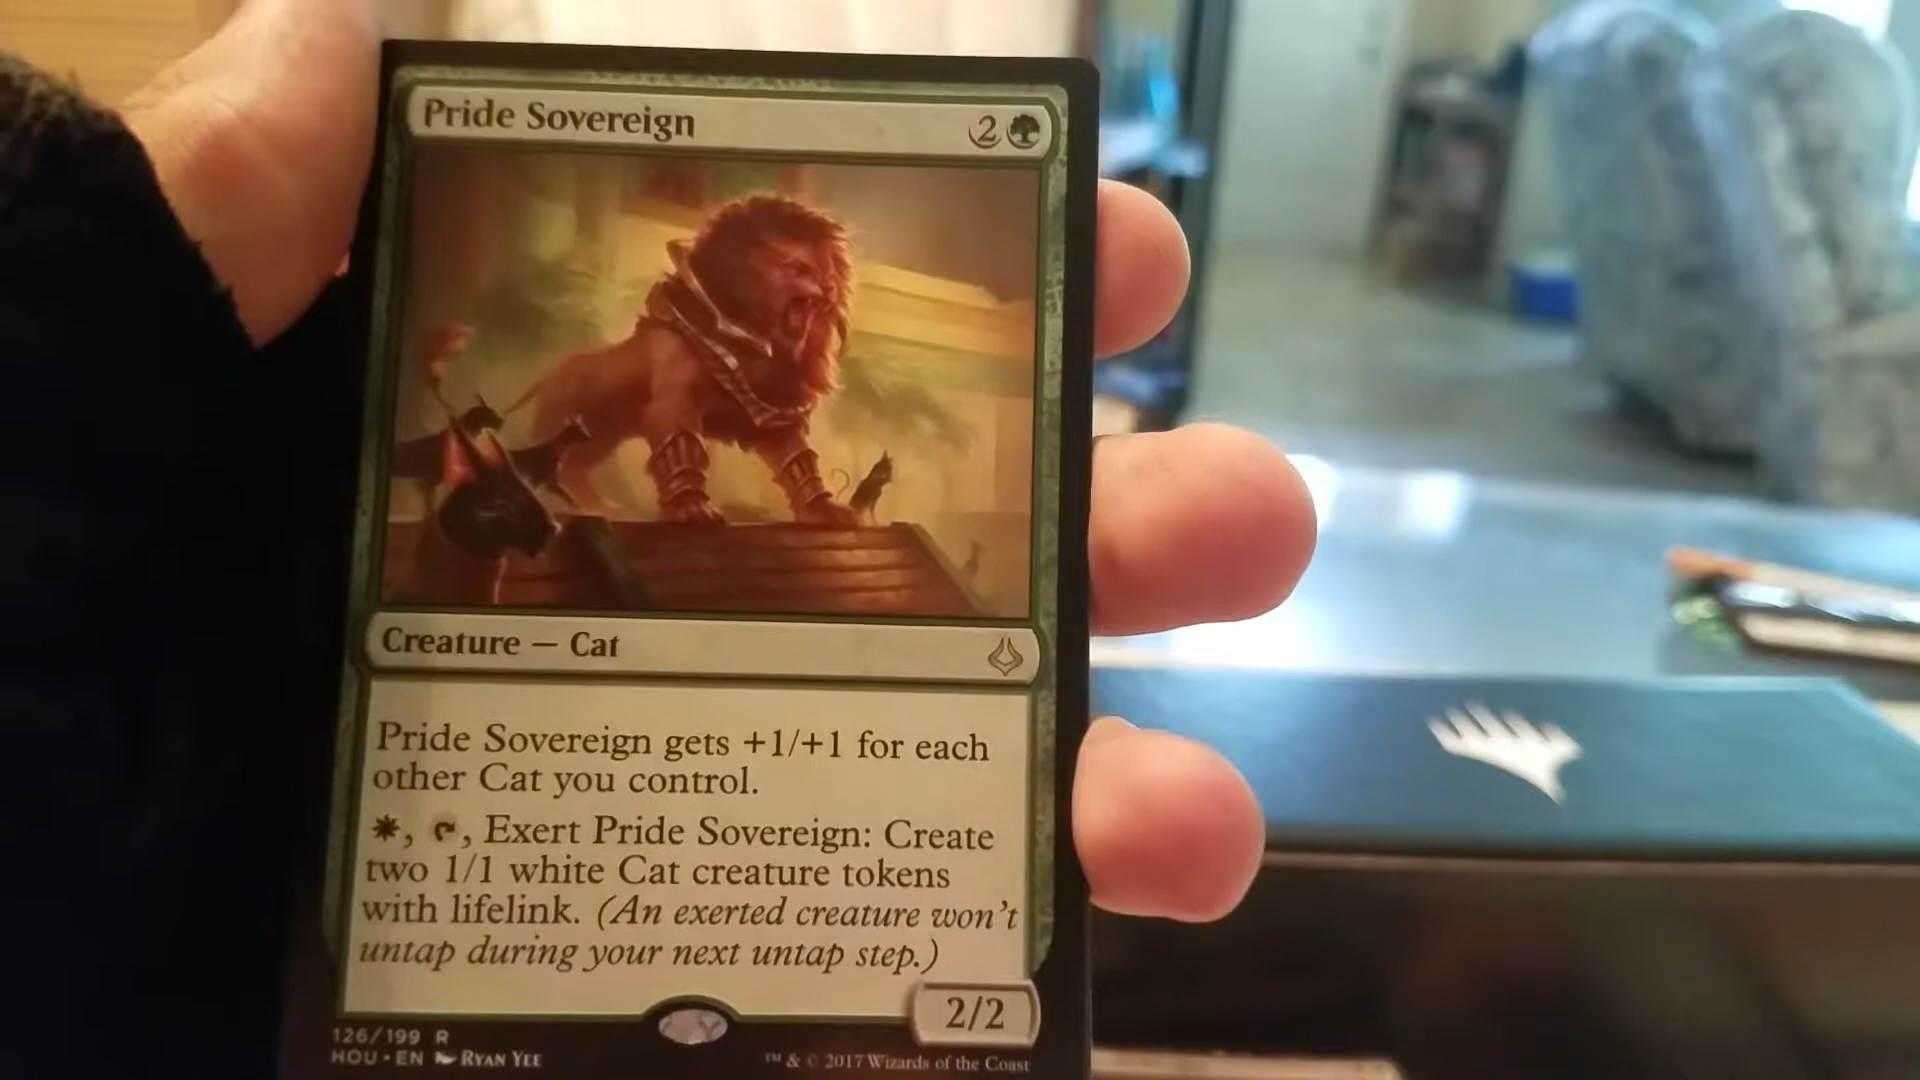 Pride Sovereign 2
Creature — Cat
Pride Sovereign gets +1/+1 for each
other Cat you control.
, , Exert Pride Sovereign: Create
two 1/1 white Cat creature tokens
with lifelink. (An exerted creature won't
untap during your next untap step.)
2/2
126/199 R
HOU • EN RYAN YEE
™ & © 2017 Wizards of the Coast